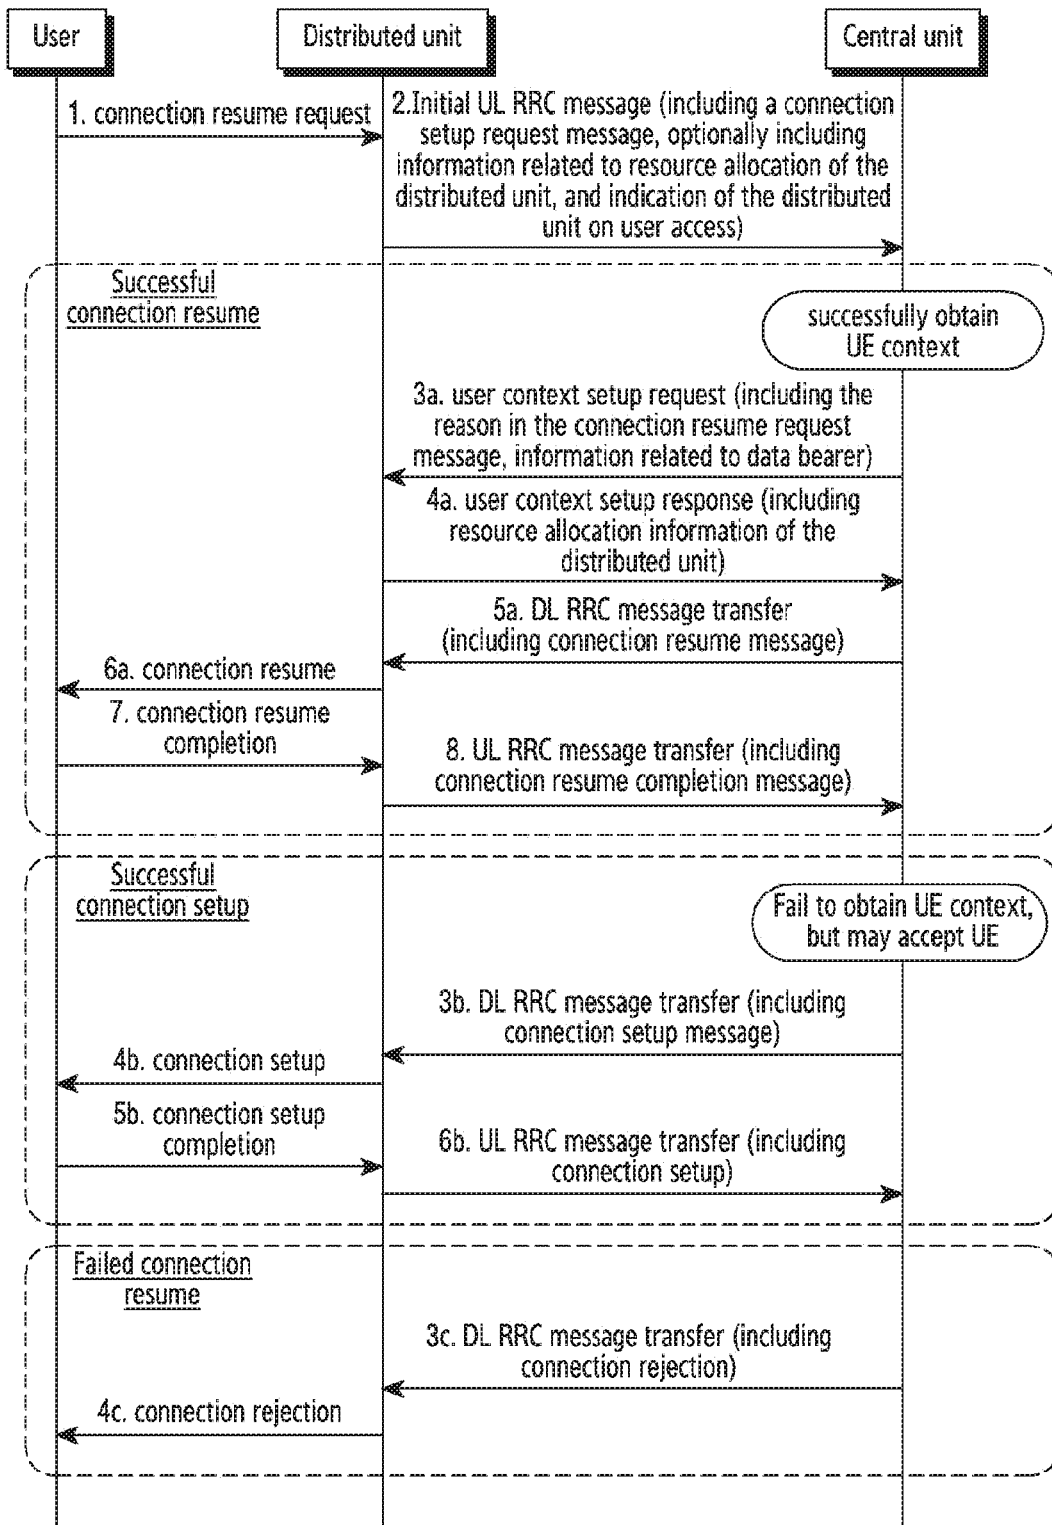 User
Distributed unit
Central unit
1. connection resume request
2.Initial UL RRC message (including a connection
setup request message, optionally including
information related to resource allocation of the
distributed unit, and indication of the distributed
unit on user access)
Successful
connection resume
successfully obtain
UE context
3a. user context setup request (including the
reason in the connection resume request
message, information related to data bearer)
4a. user context setup response (including
resource allocation information of the
distributed unit)
5a. DL RRC message transfer
(including connection resume message)
6a. connection resume
7. connection resume
completion
8. UL RRC message transfer (including
connection resume completion message)
Successful
connection setup
Fail to obtain UE context,
but may accept UE
3b. DL RRC message transfer (including
connection setup message)
4b. connection setup
5b. connection setup
completion
6b. UL RRC message transfer (including
connection setup)
Failed connection
resume
3c. DL RRC message transfer (including
connection rejection)
4c. connection rejection